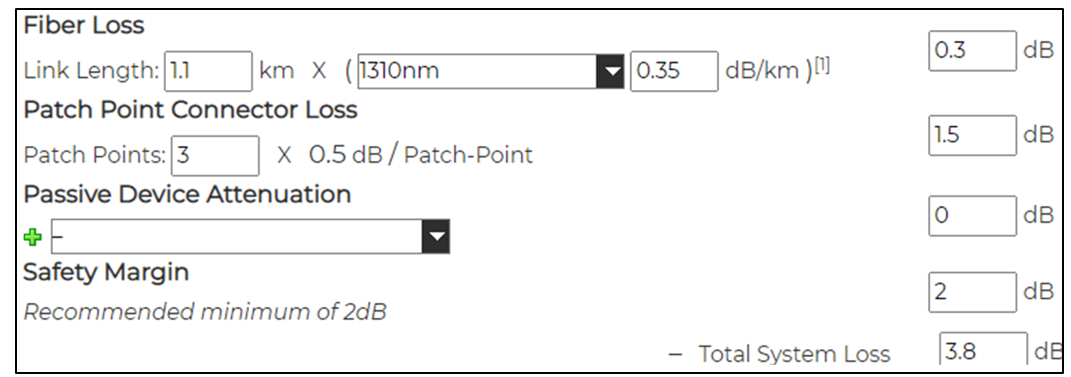 Fiber Loss
Link Length: 1.1 km X ( 1310nm 0.35 dB/km )[1] 0.3 dB
Patch Point Connector Loss
Patch Points: 3 X 0.5 dB / Patch-Point 1.5 dB
Passive Device Attenuation
– 0 dB
Safety Margin
Recommended minimum of 2dB 2 dB
– Total System Loss 3.8 dB